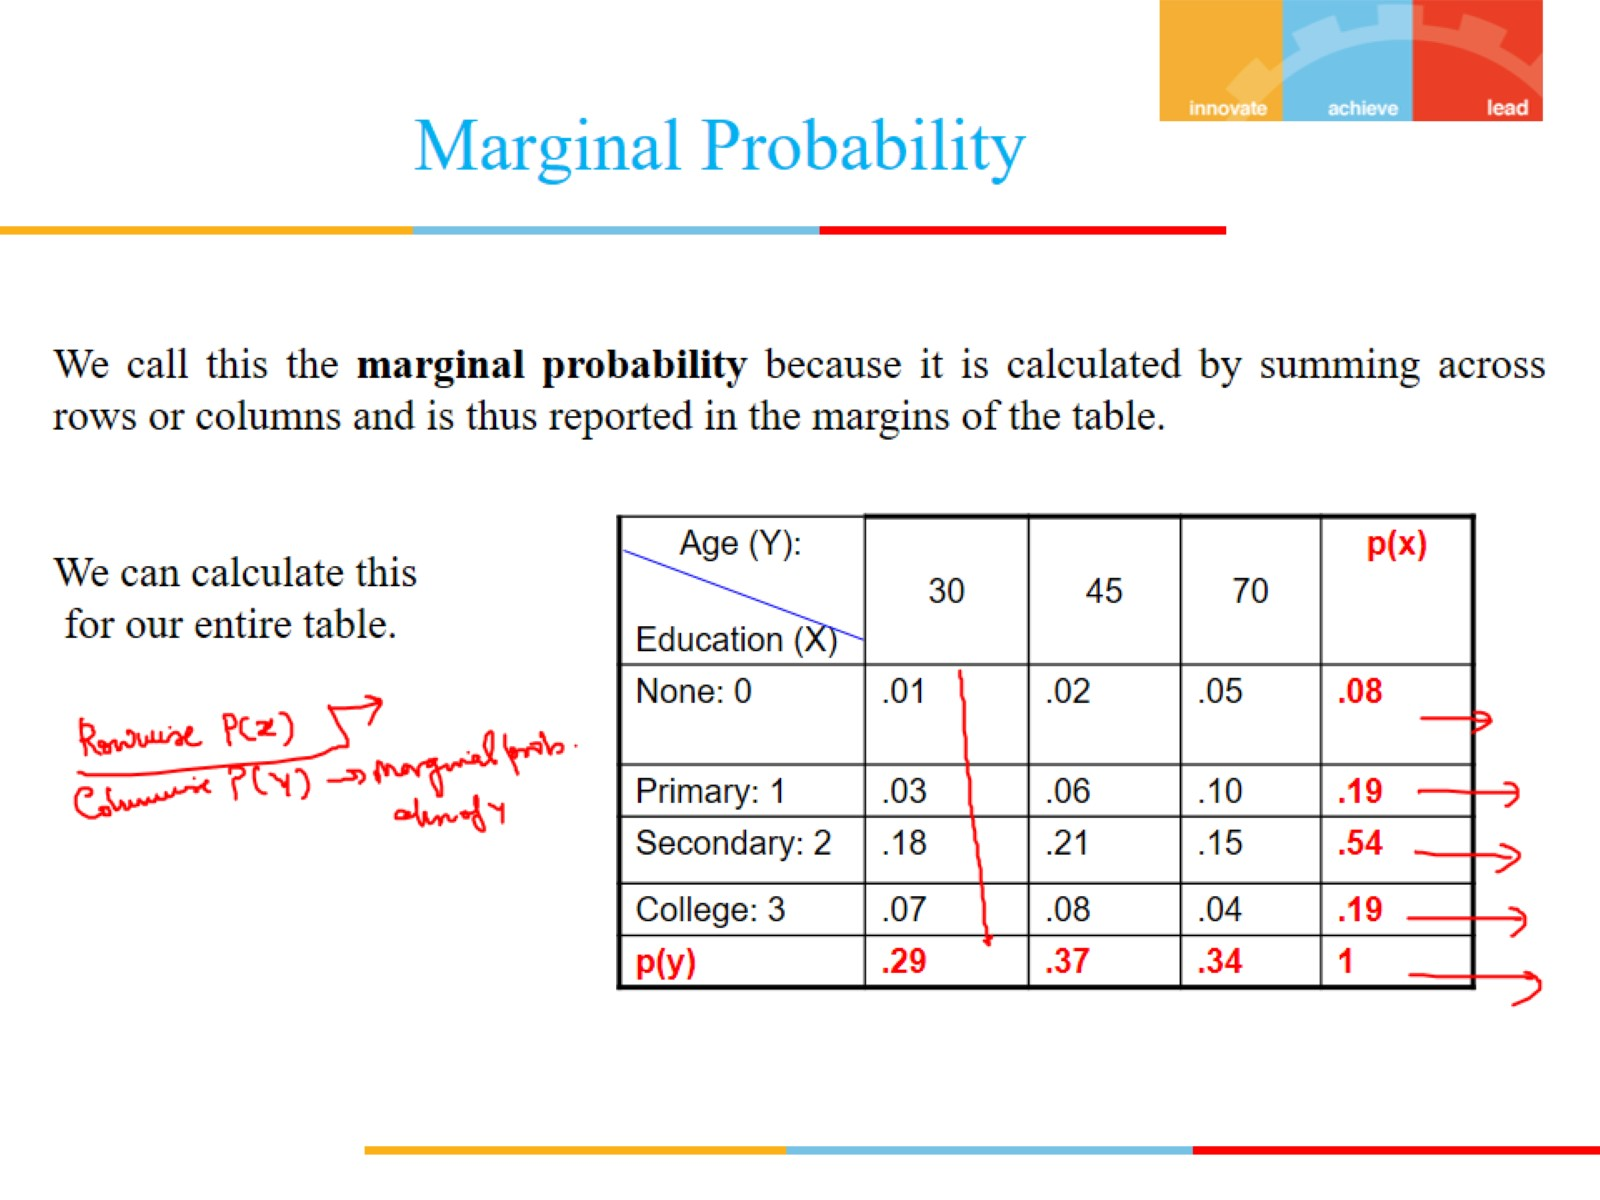 innovate achieve lead
Marginal Probability
We call this the marginal probability because it is calculated by summing across
rows or columns and is thus reported in the margins of the table.
We can calculate this
for our entire table.
Rowwise P(x)
P(Y) → marginal prob.
of Y
Age (Y): 30 45 70 p(x)
Education (X)
None: 0 .01 .02 .05 .08
Primary: 1 .03 .06 .10 .19
Secondary: 2 .18 .21 .15 .54
College: 3 .07 .08 .04 .19
p(y) .29 .37 .34 1